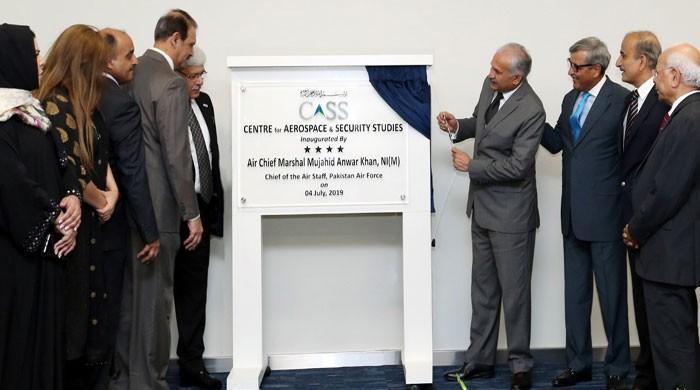 CASS
CENTRE for AEROSPACE & SECURITY STUDIES
Inaugurated By
★ ★ ★ ★
Air Chief Marshal Mujahid Anwar Khan, NI(M)
Chief of the Air Staff, Pakistan Air Force
on
04 July, 2019